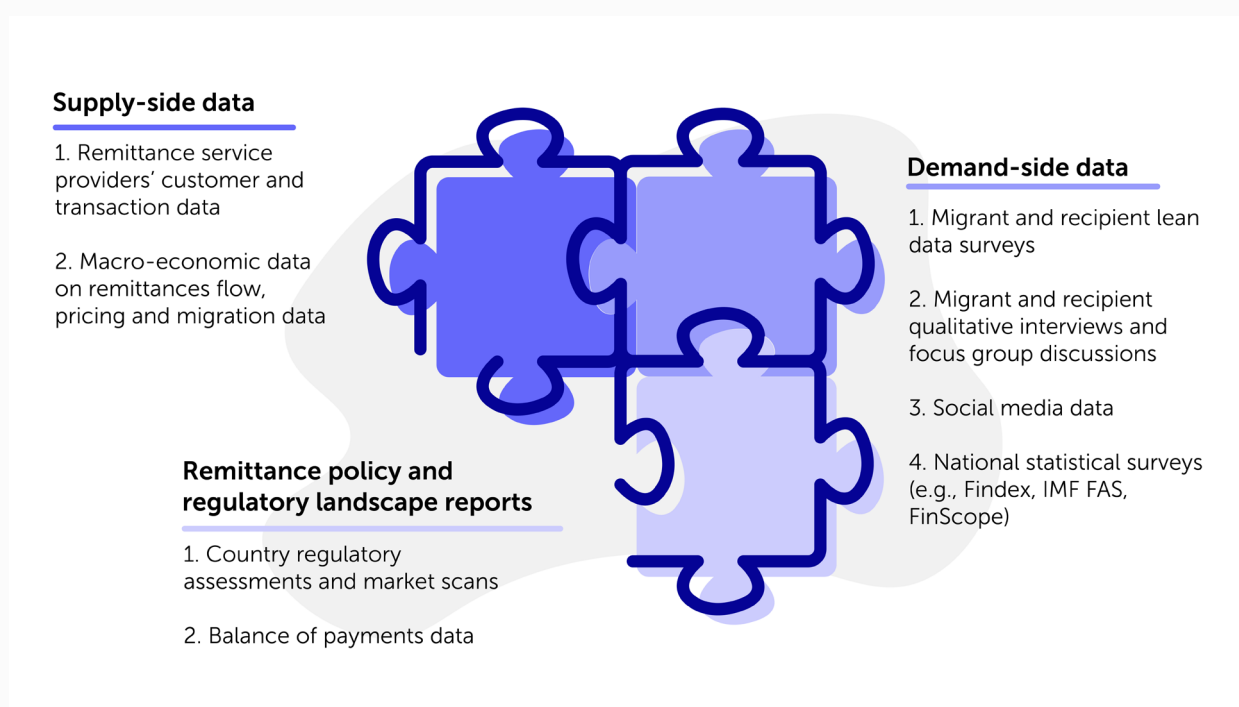 Supply-side data
1. Remittance service
providers’ customer and
transaction data
2. Macro-economic data
on remittances flow,
pricing and migration data
Demand-side data
1. Migrant and recipient lean
data surveys
2. Migrant and recipient
qualitative interviews and
focus group discussions
3. Social media data
4. National statistical surveys
(e.g., Findex, IMF FAS,
FinScope)
Remittance policy and
regulatory landscape reports
1. Country regulatory
assessments and market scans
2. Balance of payments data